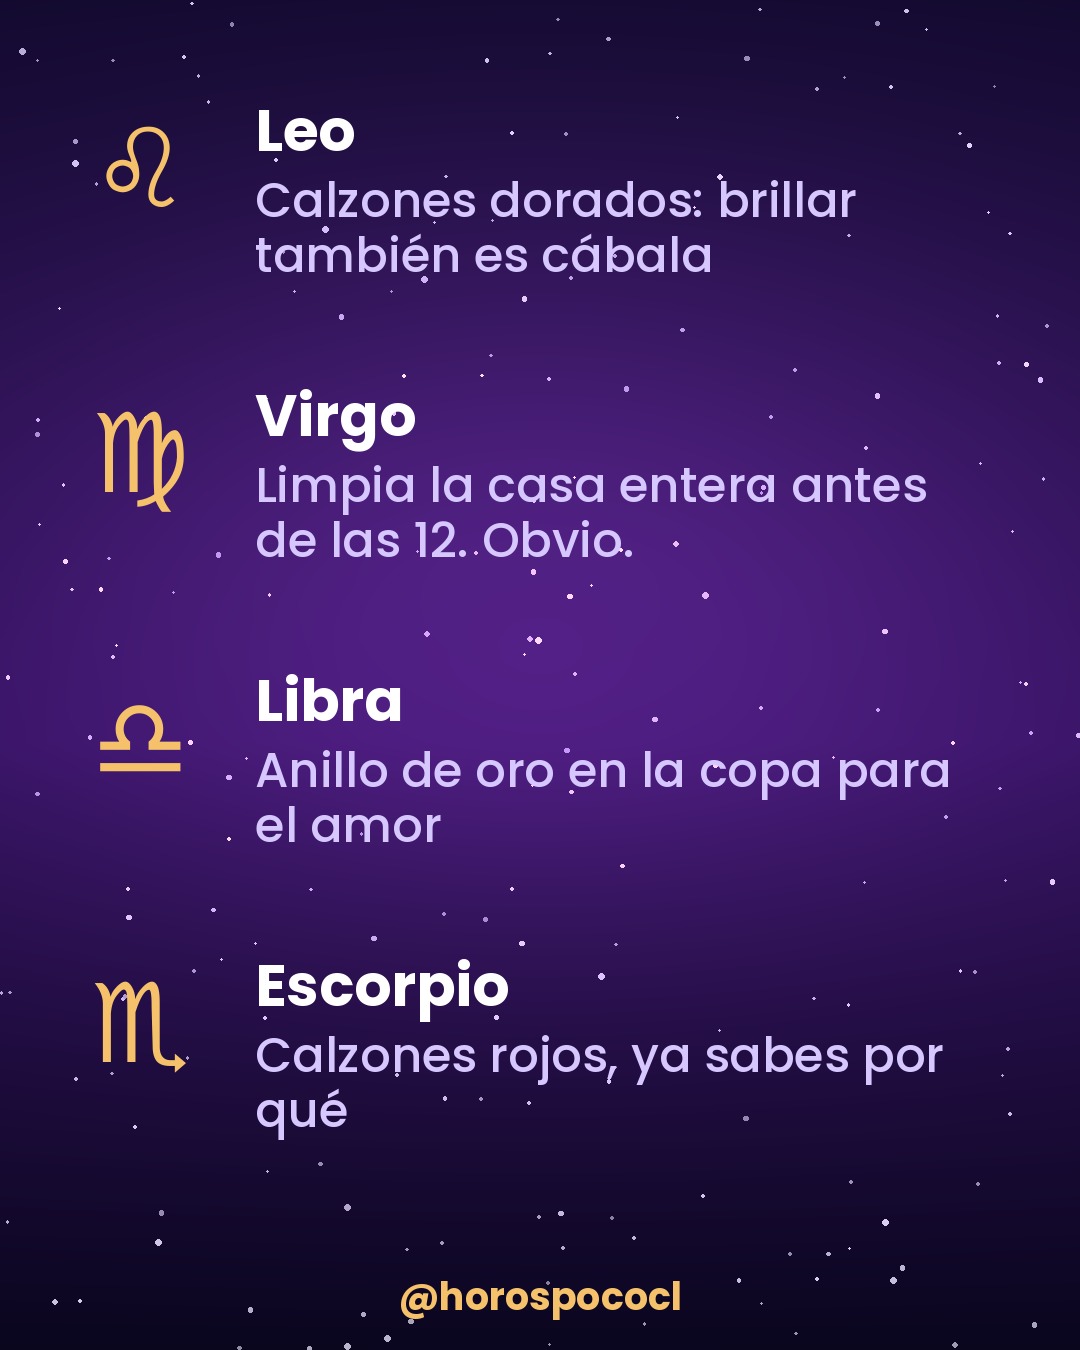 Leo
Calzones dorados: brillar
también es cábala
Virgo
Limpia la casa entera antes
de las 12. Obvio.
Libra
Anillo de oro en la copa para
el amor
Escorpio
Calzones rojos, ya sabes por
qué
@horospococl